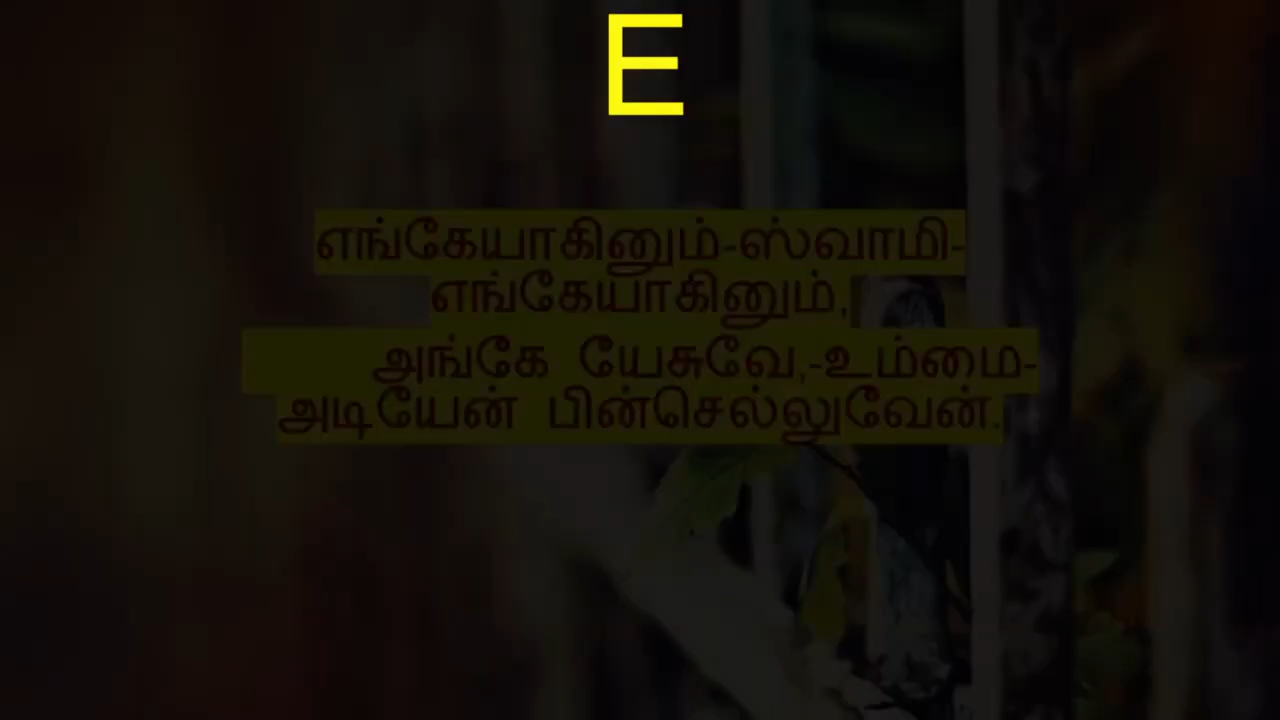 E
எங்கேயாகினும்-ஸ்வாமி-
எங்கேயாகினும்,
அங்கே யேசுவே,-உம்மை-
அடியேன் பின்செல்லுவேன்.